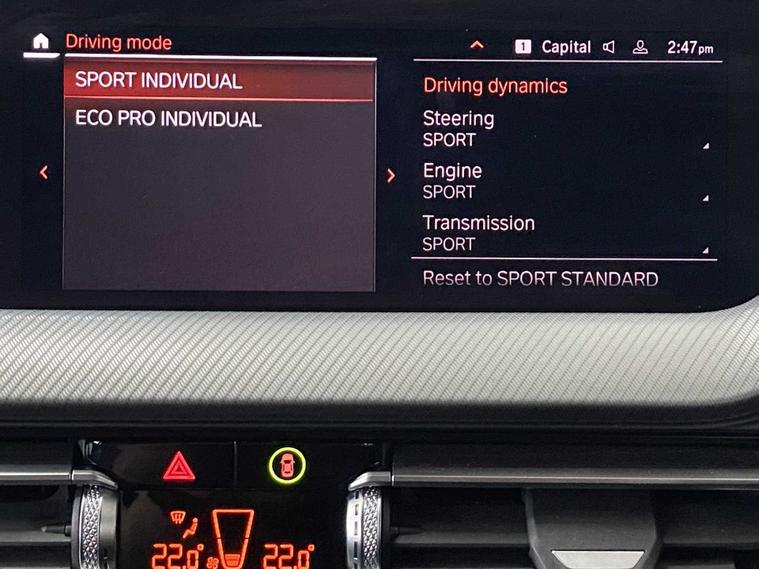 Driving mode
1 Capital 2:47pm
SPORT INDIVIDUAL
ECO PRO INDIVIDUAL
Driving dynamics
Steering
SPORT
Engine
SPORT
Transmission
SPORT
Reset to SPORT STANDARD
22.0° 22.0°